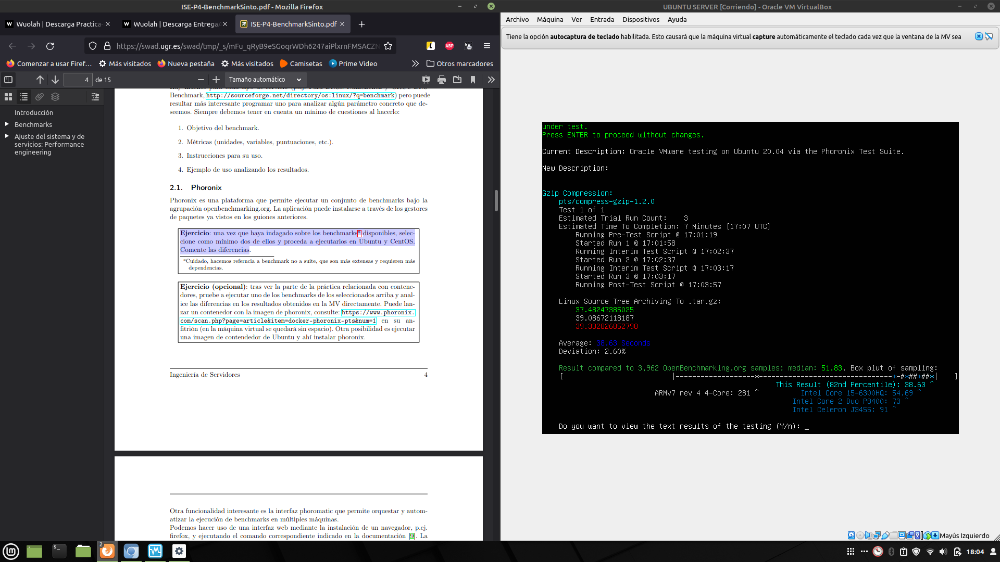 ISE-P4-BenchmarkSinto.pdf - Mozilla Firefox
Wuolah | Descarga Practica-
Wuolah | Descarga EntregaA
ISE-P4-BenchmarkSinto.pdf
https://swad.ugr.es/swad/tmp/_s/mFu_qRyB9eSGoqrWDh6247aiPlxrnFMSACZN
ABP
Comenzar a usar Firef…
Más visitados
Nueva pestaña
Más visitados
Camisetas
Prime Video
Otros marcadores
4
de 15
Tamaño automático
Introducción
Benchmarks
Ajuste del sistema y de
servicios: Performance
engineering
Benchmark, http://sourceforge.net/directory/os:linux/?q=benchmark) pero puede
resultar más interesante programar uno para analizar algún parámetro concreto que de-
seemos. Siempre debemos tener en cuenta un mínimo de cuestiones al hacerlo:
1. Objetivo del benchmark.
2. Métricas (unidades, variables, puntuaciones, etc.).
3. Instrucciones para su uso.
4. Ejemplo de uso analizando los resultados.
2.1. Phoronix
Phoronix es una plataforma que permite ejecutar un conjunto de benchmarks bajo la
agrupación openbenchmarking.org. La aplicación puede instalarse a través de los gestores
de paquetes ya vistos en los guiones anteriores.
Ejercicio: una vez que haya indagado sobre los benchmarksᵃ disponibles, selec-
cione como mínimo dos de ellos y proceda a ejecutarlos en Ubuntu y CentOS.
Comente las diferencias.
ᵃCuidado, hacemos referncia a benchmark no a suite, que son más extensas y requieren más
dependencias.
Ejercicio (opcional): tras ver la parte de la práctica relacionada con contene-
dores, pruebe a ejecutar uno de los benchmarks de los seleccionados arriba y anal-
ice las diferencias en los resultados obtenidos en la MV directamente. Puede lan-
zar un contenedor con la imagen de phoronix, consulte: https://www.phoronix.
com/scan.php?page=article&item=docker-phoronix-pts&num=1 en su an-
fitrión (en la máquina virtual se quedará sin espacio). Otra posibilidad es ejecutar
una imagen de contendedor de Ubuntu y ahí instalar phoronix.
Ingeniería de Servidores 4
Otra funcionalidad interesante es la interfaz phoromatic que permite orquestar y autom-
atizar la ejecución de benchmarks en múltiples máquinas.
Podemos hacer uso de una interfaz web mediante la instalación de un navegador, p.ej.
firefox, y ejecutando el comando correspondiente indicado en la documentación [9]. La
UBUNTU SERVER [Corriendo] - Oracle VM VirtualBox
Archivo Máquina Ver Entrada Dispositivos Ayuda
Tiene la opción autocaptura de teclado habilitada. Esto causará que la máquina virtual capture automáticamente el teclado cada vez que la ventana de la MV sea
under test.
Press ENTER to proceed without changes.
Current Description: Oracle VMware testing on Ubuntu 20.04 via the Phoronix Test Suite.
New Description:
Gzip Compression:
pts/compress-gzip-1.2.0
Test 1 of 1
Estimated Trial Run Count: 3
Estimated Time To Completion: 7 Minutes [17:07 UTC]
Running Pre-Test Script @ 17:01:19
Started Run 1 @ 17:01:58
Running Interim Test Script @ 17:02:37
Started Run 2 @ 17:02:37
Running Interim Test Script @ 17:03:17
Started Run 3 @ 17:03:17
Running Post-Test Script @ 17:03:57
Linux Source Tree Archiving To .tar.gz:
37.48247385025
39.08672118187
39.332826852798
Average: 38.63 Seconds
Deviation: 2.60%
Result compared to 3,962 OpenBenchmarking.org samples; median: 51.83. Box plut of sampling:
[ |-------------------*--------------------------------*-#*##*##*| ]
This Result (82nd Percentile): 38.63 ^
ARMv7 rev 4 4-Core: 281 ^ Intel Core i5-6300HQ: 54.69 ^
Intel Core 2 Duo P8400: 73 ^
Intel Celeron J3455: 91 ^
Do you want to view the text results of the testing (Y/n): _
Mayús Izquierdo
2
18:04